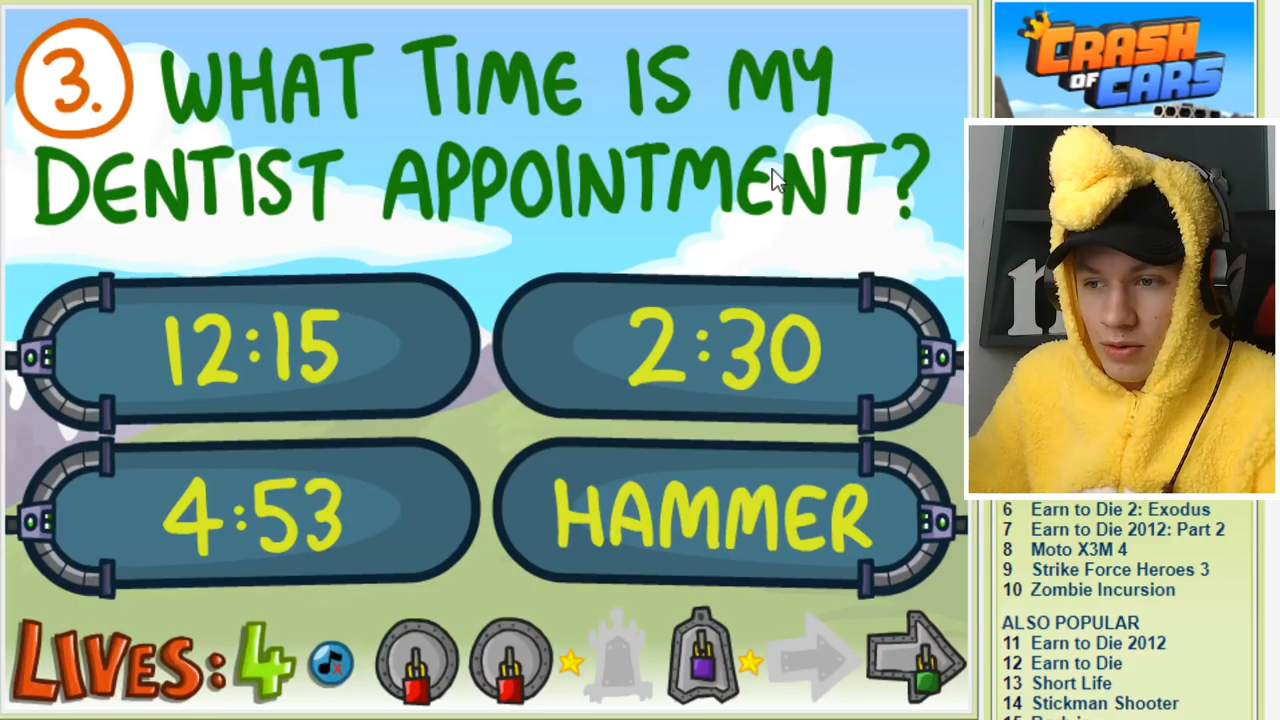 3. WHAT TIME IS MY
DENTIST APPOINTMENT?
12:15
2:30
4:53
HAMMER
LIVES: 4
CRASH
OF CARS
6 Earn to Die 2: Exodus
7 Earn to Die 2012: Part 2
8 Moto X3M 4
9 Strike Force Heroes 3
10 Zombie Incursion
ALSO POPULAR
11 Earn to Die 2012
12 Earn to Die
13 Short Life
14 Stickman Shooter